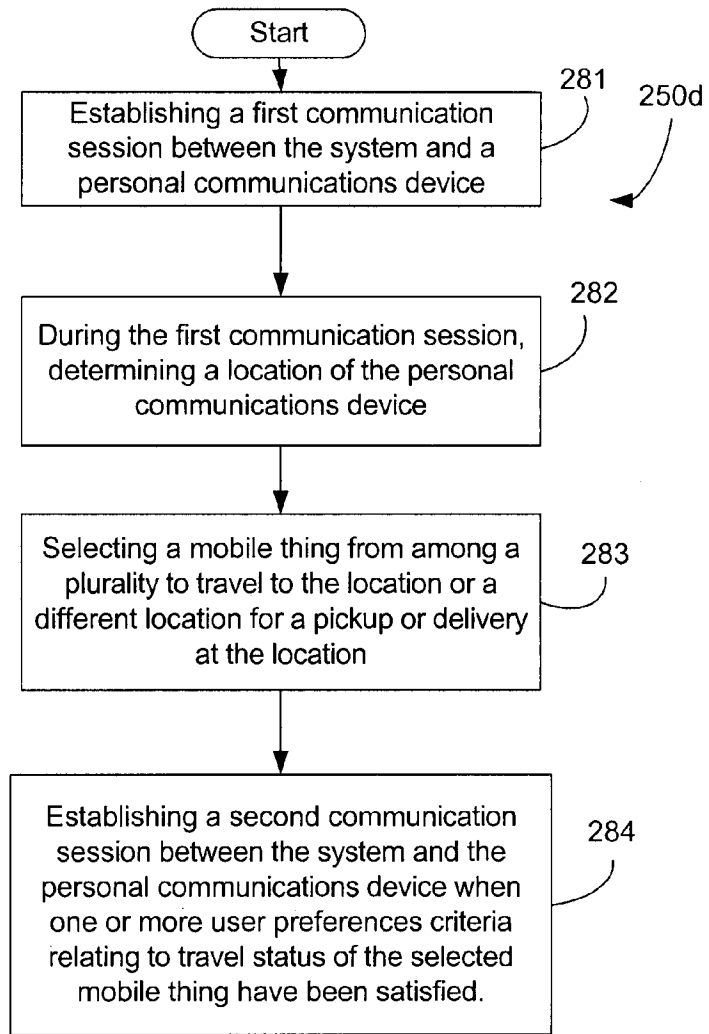 Start
Establishing a first communication
session between the system and a
personal communications device
281
250d
During the first communication session,
determining a location of the personal
communications device
282
Selecting a mobile thing from among a
plurality to travel to the location or a
different location for a pickup or delivery
at the location
283
Establishing a second communication
session between the system and the
personal communications device when
one or more user preferences criteria
relating to travel status of the selected
mobile thing have been satisfied.
284